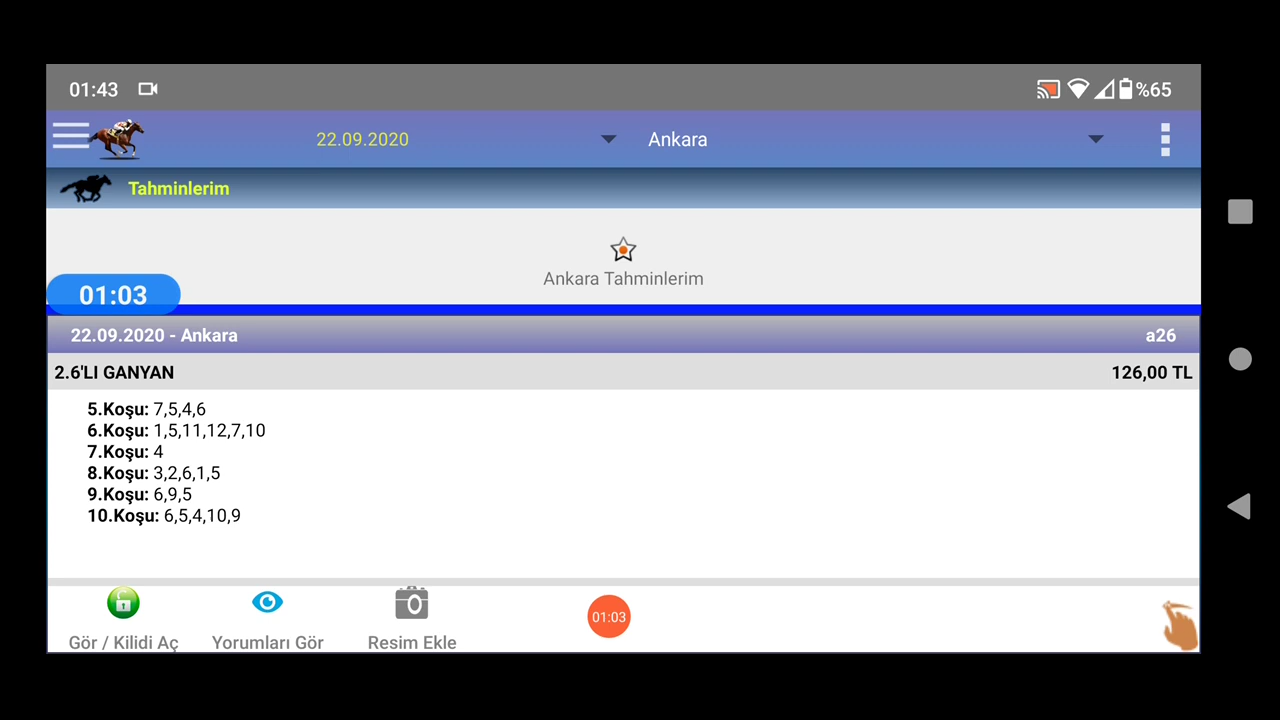 01:43
%65
22.09.2020
Ankara
Tahminlerim
Ankara Tahminlerim
01:03
22.09.2020 - Ankara
a26
2.6'LI GANYAN
126,00 TL
5.Koşu: 7,5,4,6
6.Koşu: 1,5,11,12,7,10
7.Koşu: 4
8.Koşu: 3,2,6,1,5
9.Koşu: 6,9,5
10.Koşu: 6,5,4,10,9
Gör / Kilidi Aç
Yorumları Gör
Resim Ekle
01:03